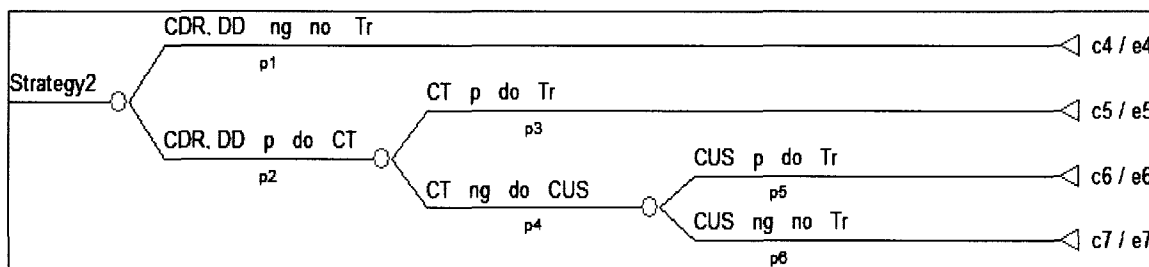 CDR, DD ng no Tr
p1
c4 / e4
Strategy2
CT p do Tr
p3
c5 / e5
CDR, DD p do CT
p2
CUS p do Tr
p5
c6 / e6
CT ng do CUS
p4
CUS ng no Tr
p6
c7 / e7